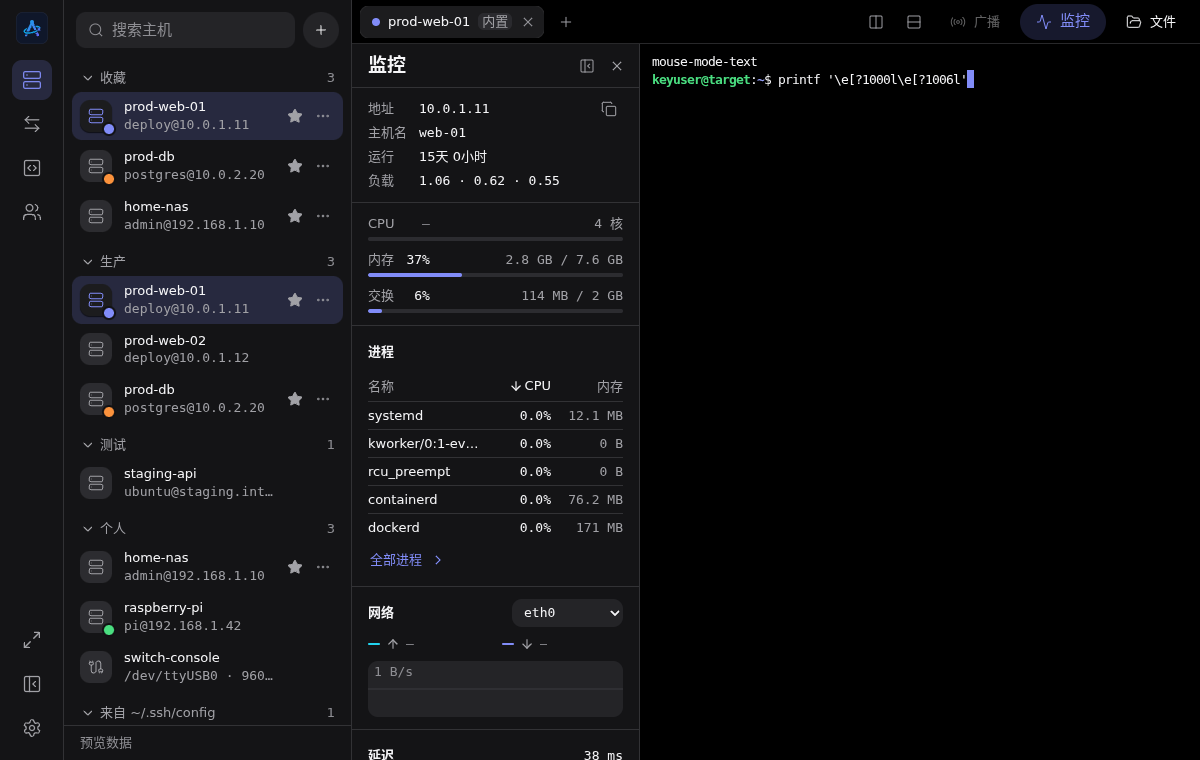 搜索主机
收藏 3
prod-web-01
deploy@10.0.1.11
prod-db
postgres@10.0.2.20
home-nas
admin@192.168.1.10
生产 3
prod-web-01
deploy@10.0.1.11
prod-web-02
deploy@10.0.1.12
prod-db
postgres@10.0.2.20
测试 1
staging-api
ubuntu@staging.int…
个人 3
home-nas
admin@192.168.1.10
raspberry-pi
pi@192.168.1.42
switch-console
/dev/ttyUSB0 · 960…
来自 ~/.ssh/config 1
预览数据
prod-web-01 内置
广播 监控 文件
监控
地址 10.0.1.11
主机名 web-01
运行 15天 0小时
负载 1.06 · 0.62 · 0.55
CPU — 4 核
内存 37% 2.8 GB / 7.6 GB
交换 6% 114 MB / 2 GB
进程
名称 CPU 内存
systemd 0.0% 12.1 MB
kworker/0:1-ev… 0.0% 0 B
rcu_preempt 0.0% 0 B
containerd 0.0% 76.2 MB
dockerd 0.0% 171 MB
全部进程
网络 eth0
— —
1 B/s
延迟 38 ms
mouse-mode-text
keyuser@target:~$ printf '\e[?1000l\e[?1006l'